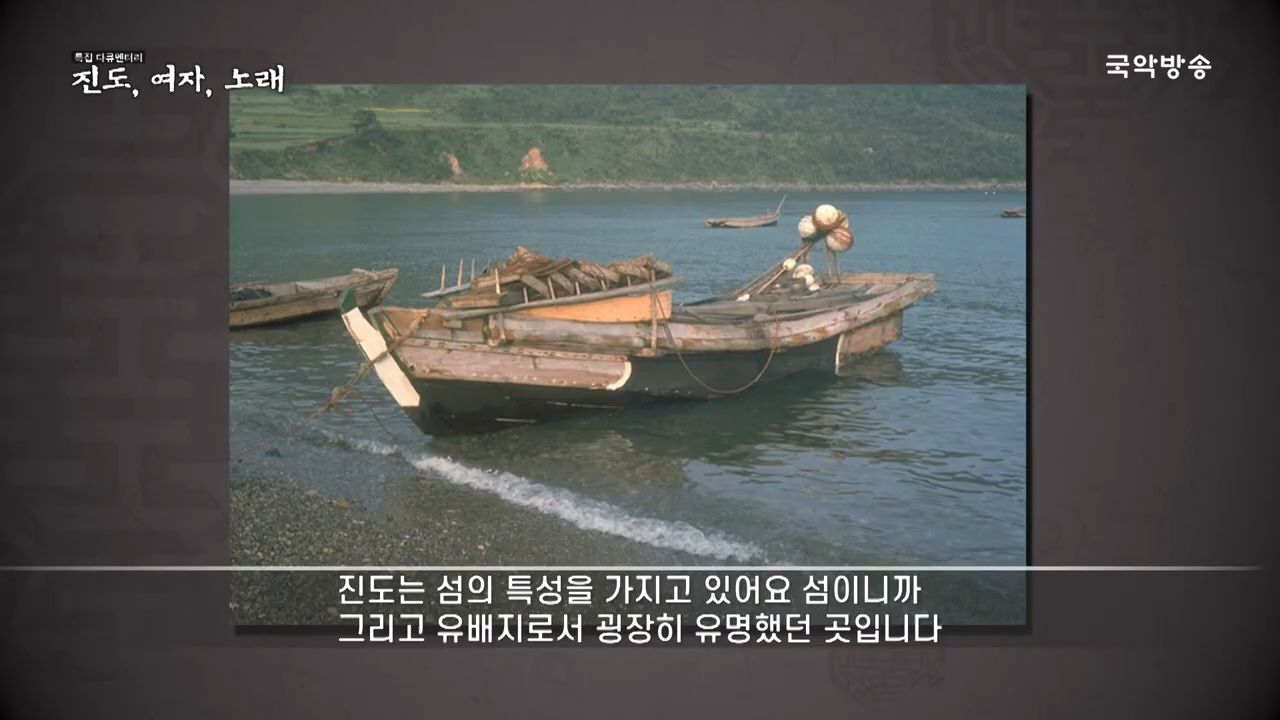 특집 다큐멘터리
진도, 여자, 노래
국악방송
진도는 섬의 특성을 가지고 있어요 섬이니까
그리고 유배지로서 굉장히 유명했던 곳입니다